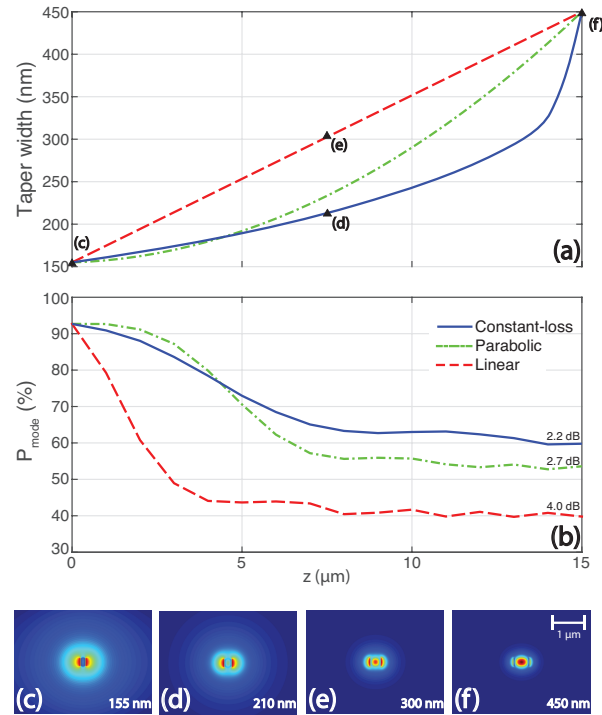 450
(f)
400
350
Taper width (nm)
300
(e)
250
(c)
200
(d)
150
(a)
100
90
Constant-loss
80
Parabolic
70
Linear
P mode (%)
60
2.2 dB
50
2.7 dB
40
4.0 dB
30
(b)
0
5
10
15
z (μm)
1 μm
(c) 155 nm
(d) 210 nm
(e) 300 nm
(f) 450 nm